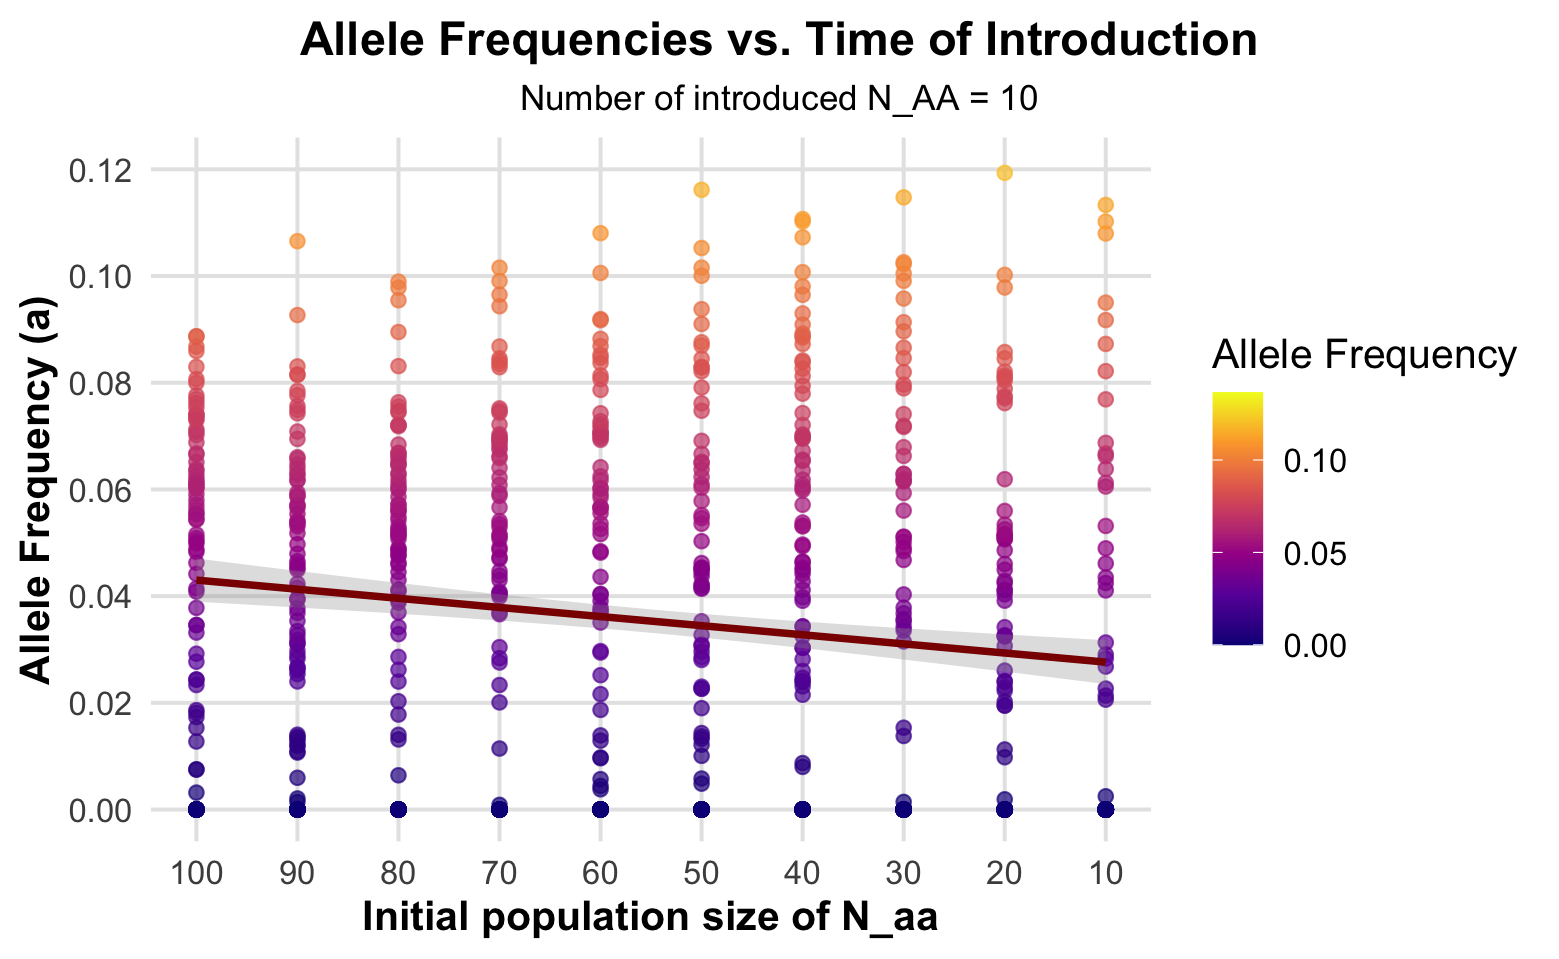 Allele Frequencies vs. Time of Introduction
Number of introduced N_AA = 10
Allele Frequency (a)
0.12
0.10
0.08
0.06
0.04
0.02
0.00
100 90 80 70 60 50 40 30 20 10
Initial population size of N_aa
Allele Frequency
0.10
0.05
0.00